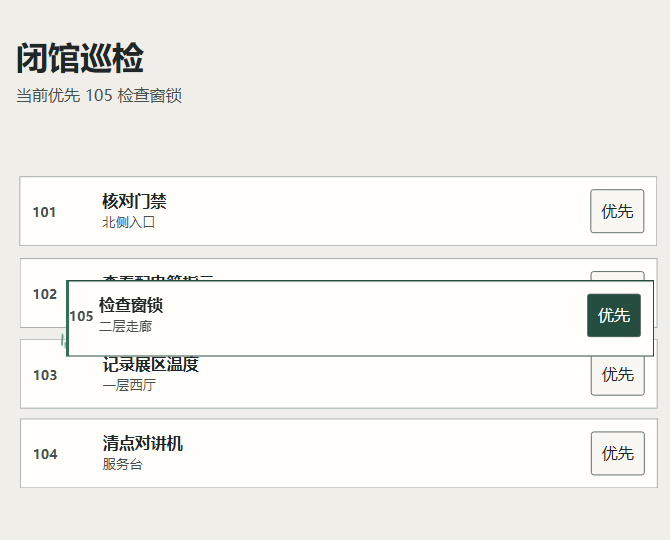 闭馆巡检
当前优先 105 检查窗锁
101
核对门禁
北侧入口
优先
102
105
检查窗锁
二层走廊
优先
103
记录展区温度
一层西厅
优先
104
清点对讲机
服务台
优先